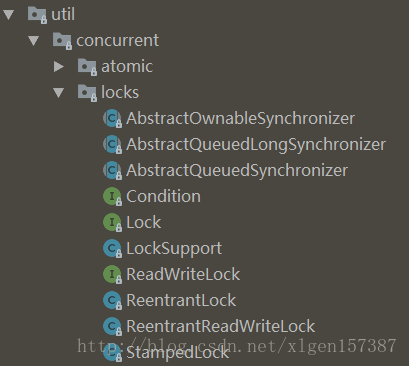 util
concurrent
atomic
locks
C AbstractOwnableSynchronizer
C AbstractQueuedLongSynchronizer
C AbstractQueuedSynchronizer
I Condition
I Lock
C LockSupport
I ReadWriteLock
C ReentrantLock
C ReentrantReadWriteLock
http://blog.csdn.net/xlgen157387
C StampedLock